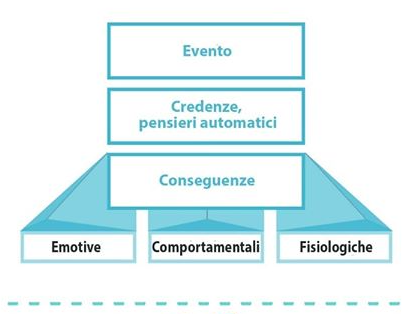 Evento
Credenze,
pensieri automatici
Conseguenze
Emotive
Comportamentali
Fisiologiche